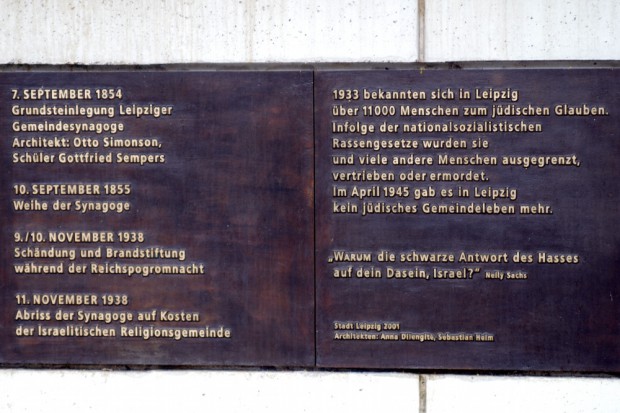 7. SEPTEMBER 1854
Grundsteinlegung Leipziger
Gemeindesynagoge
Architekt: Otto Simonson,
Schüler Gottfried Sempers
10. SEPTEMBER 1855
Weihe der Synagoge
9./10. NOVEMBER 1938
Schändung und Brandstiftung
während der Reichspogromnacht
11. NOVEMBER 1938
Abriss der Synagoge auf Kosten
der Israelitischen Religionsgemeinde
1933 bekannten sich in Leipzig
über 11000 Menschen zum jüdischen Glauben.
Infolge der nationalsozialistischen
Rassengesetze wurden sie
und viele andere Menschen ausgegrenzt,
vertrieben oder ermordet.
Im April 1945 gab es in Leipzig
kein jüdisches Gemeindeleben mehr.
„WARUM die schwarze Antwort des Hasses
auf dein Dasein, Israel?“ Nelly Sachs
Stadt Leipzig 2001
Architekten: Anna Dilengite, Sebastian Helm